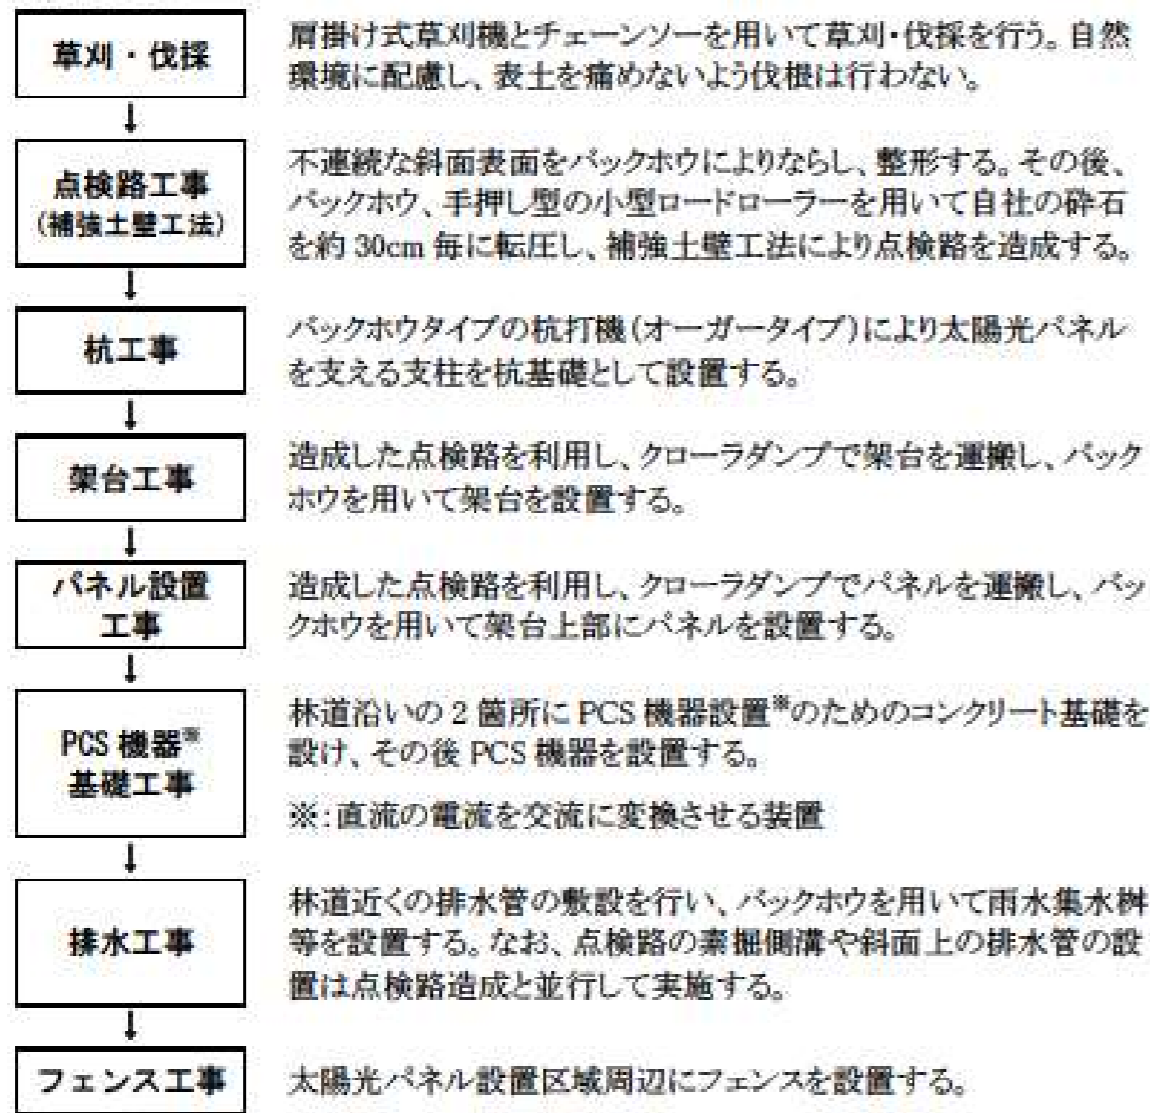 草刈・伐採
肩掛け式草刈機とチェーンソーを用いて草刈・伐採を行う。自然
環境に配慮し、表土を痛めないよう伐根は行わない。
↓
点検路工事
(補強土壁工法)
不連続な斜面表面をバックホウによりならし、整形する。その後、
バックホウ、手押し型の小型ロードローラーを用いて自社の砕石
を約 30cm 毎に転圧し、補強土壁工法により点検路を造成する。
↓
杭工事
バックホウタイプの杭打機(オーガータイプ)により太陽光パネル
を支える支柱を杭基礎として設置する。
↓
架台工事
造成した点検路を利用し、クローラダンプで架台を運搬し、バック
ホウを用いて架台を設置する。
↓
パネル設置
工事
造成した点検路を利用し、クローラダンプでパネルを運搬し、バッ
クホウを用いて架台上部にパネルを設置する。
↓
PCS 機器※
基礎工事
林道沿いの 2 箇所に PCS 機器設置※のためのコンクリート基礎を
設け、その後 PCS 機器を設置する。
※:直流の電流を交流に変換させる装置
↓
排水工事
林道近くの排水管の敷設を行い、バックホウを用いて雨水集水桝
等を設置する。なお、点検路の素掘側溝や斜面上の排水管の設
置は点検路造成と並行して実施する。
↓
フェンス工事
太陽光パネル設置区域周辺にフェンスを設置する。